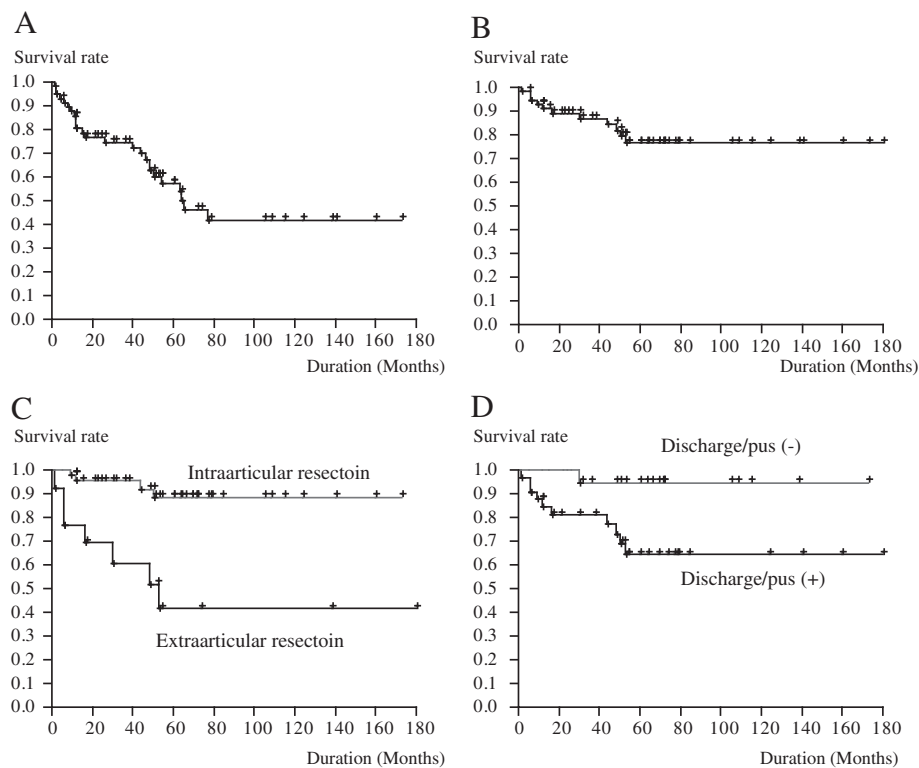 A
Survival rate
1.0
0.9
0.8
0.7
0.6
0.5
0.4
0.3
0.2
0.1
0.0
0 20 40 60 80 100 120 140 160 180
Duration (Months)
B
Survival rate
1.0
0.9
0.8
0.7
0.6
0.5
0.4
0.3
0.2
0.1
0.0
0 20 40 60 80 100 120 140 160 180
Duration (Months)
C
Survival rate
1.0
0.9
0.8
0.7
0.6
0.5
0.4
0.3
0.2
0.1
0.0
Intraarticular resectoin
Extraarticular resectoin
0 20 40 60 80 100 120 140 160 180
Duration (Months)
D
Survival rate
1.0
0.9
0.8
0.7
0.6
0.5
0.4
0.3
0.2
0.1
0.0
Discharge/pus (-)
Discharge/pus (+)
0 20 40 60 80 100 120 140 160 180
Duration (Months)